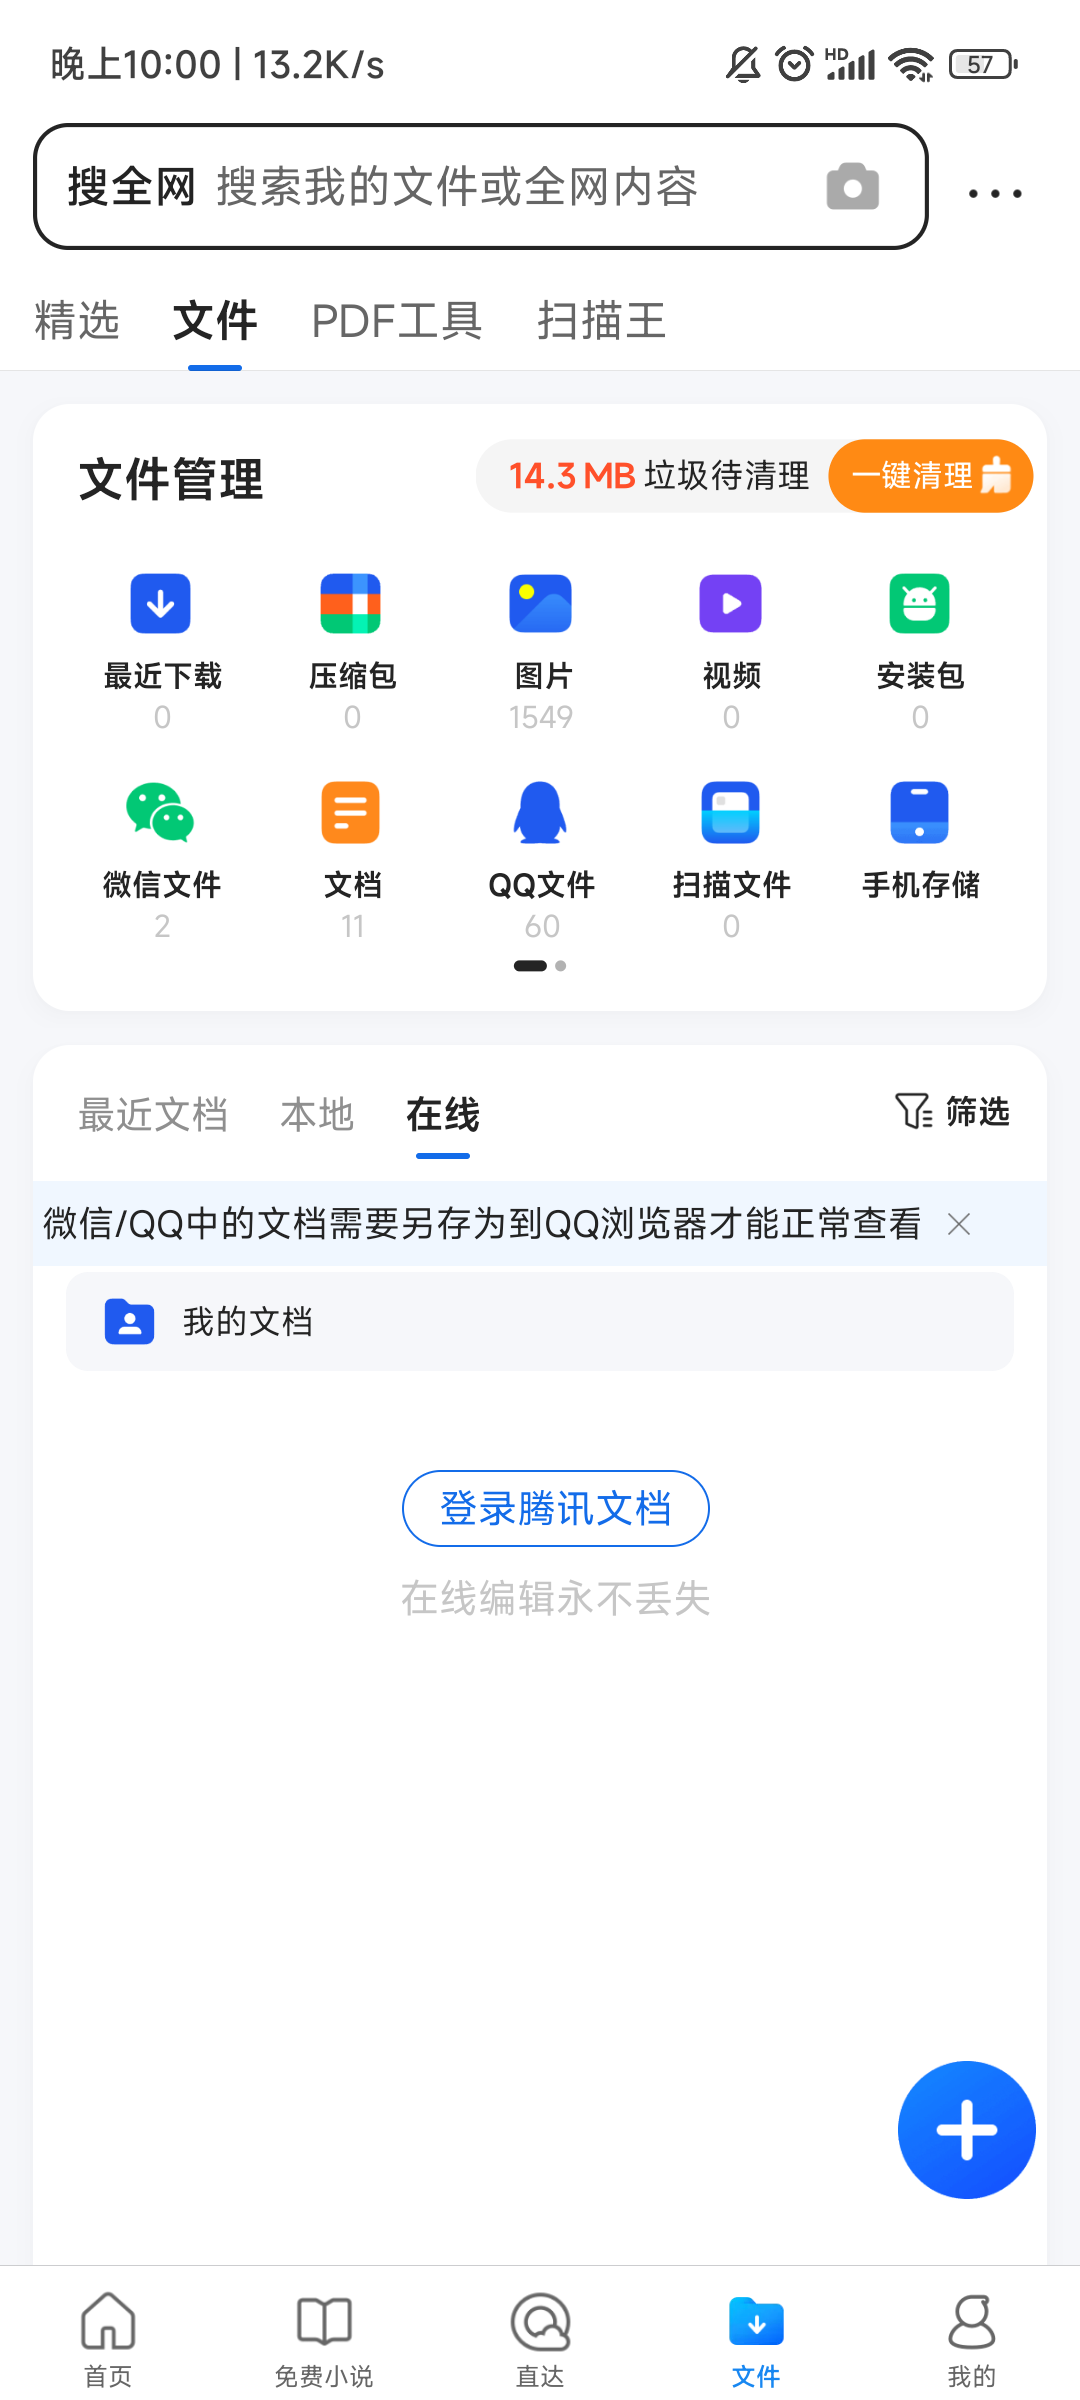 晚上10:00 | 13.2K/s
HD
57
搜全网 搜索我的文件或全网内容
精选 文件 PDF工具 扫描王
文件管理 14.3 MB 垃圾待清理 一键清理
最近下载 压缩包 图片 视频 安装包
0 0 1549 0 0
微信文件 文档 QQ文件 扫描文件 手机存储
2 11 60 0
最近文档 本地 在线 筛选
微信/QQ中的文档需要另存为到QQ浏览器才能正常查看
我的文档
登录腾讯文档
在线编辑永不丢失
首页 免费小说 直达 文件 我的